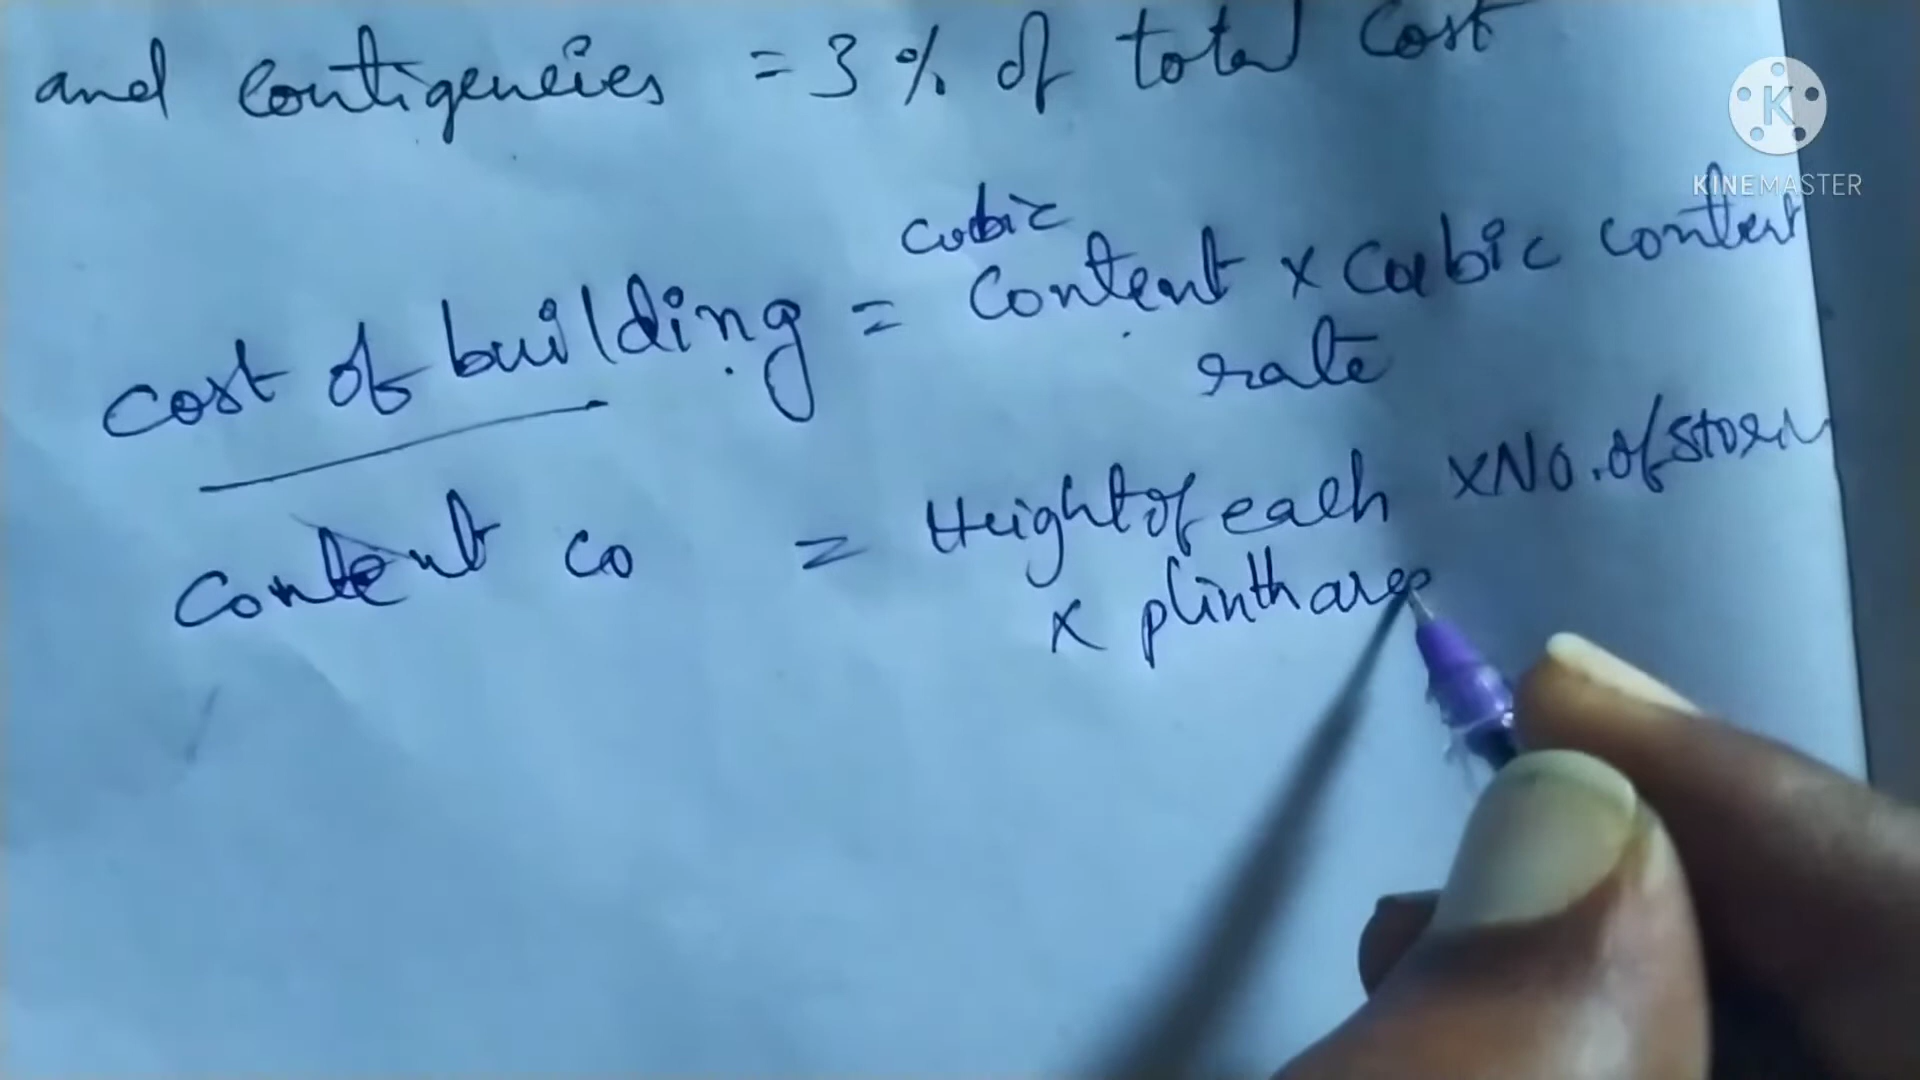 and contigencies = 3% of total cost
KINEMASTER
cubic
cost of building = content x cubic content
rate
content co = Height of each x No. of
x plinth area